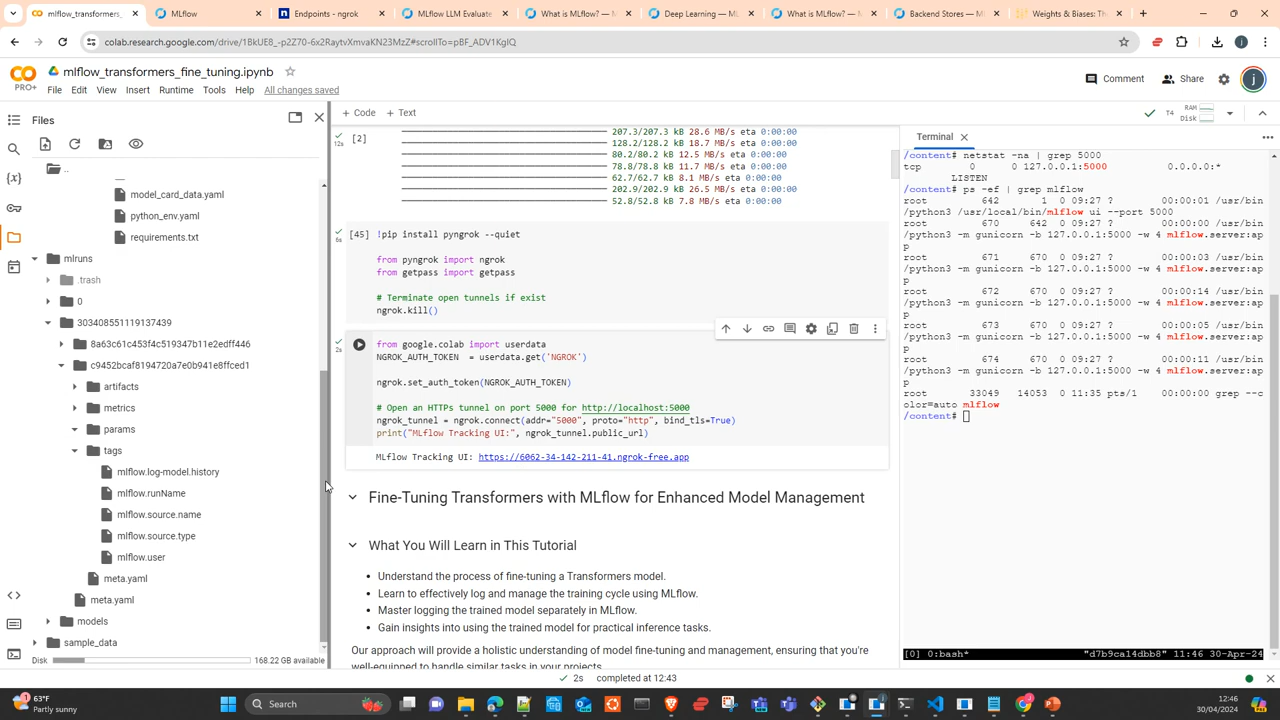 mlflow_transformers_fine_tuning
MLflow
Endpoints - ngrok
MLflow LLM Evaluate
What is MLflow? —
Deep Learning — ML
What is MLflow? —
Backend Stores — ML
Weights & Biases: Th
colab.research.google.com/drive/1BkUE8_-p2Z70-6x2RaytvXmvaKN23MzZ#scrollTo=pBF_ADV1KgIQ
mlflow_transformers_fine_tuning.ipynb
PRO+
File Edit View Insert Runtime Tools Help All changes saved
Comment
Share
Files
..
model_card_data.yaml
python_env.yaml
requirements.txt
mlruns
.trash
0
303408551119137439
8a63c61c453f4c519347b11e2edff446
c9452bcaf8194720a7e0b941e8ffced1
artifacts
metrics
params
tags
mlflow.log-model.history
mlflow.runName
mlflow.source.name
mlflow.source.type
mlflow.user
meta.yaml
meta.yaml
models
sample_data
Disk 168.22 GB available
+ Code + Text
T4 RAM Disk
[2]
12s
207.3/207.3 kB 28.6 MB/s eta 0:00:00
128.2/128.2 kB 18.7 MB/s eta 0:00:00
80.2/80.2 kB 12.5 MB/s eta 0:00:00
78.8/78.8 kB 11.7 MB/s eta 0:00:00
62.7/62.7 kB 8.1 MB/s eta 0:00:00
202.9/202.9 kB 26.5 MB/s eta 0:00:00
52.8/52.8 kB 7.8 MB/s eta 0:00:00
[45] !pip install pyngrok --quiet
6s
from pyngrok import ngrok
from getpass import getpass
# Terminate open tunnels if exist
ngrok.kill()
2s
from google.colab import userdata
NGROK_AUTH_TOKEN = userdata.get('NGROK')
ngrok.set_auth_token(NGROK_AUTH_TOKEN)
# Open an HTTPs tunnel on port 5000 for http://localhost:5000
ngrok_tunnel = ngrok.connect(addr="5000", proto="http", bind_tls=True)
print("MLflow Tracking UI:", ngrok_tunnel.public_url)
MLflow Tracking UI: https://6062-34-142-211-41.ngrok-free.app
Fine-Tuning Transformers with MLflow for Enhanced Model Management
What You Will Learn in This Tutorial
• Understand the process of fine-tuning a Transformers model.
• Learn to effectively log and manage the training cycle using MLflow.
• Master logging the trained model separately in MLflow.
• Gain insights into using the trained model for practical inference tasks.
Our approach will provide a holistic understanding of model fine-tuning and management, ensuring that you're
well-equipped to handle similar tasks in your projects.
Terminal
/content# netstat -na | grep 5000
tcp 0 0 127.0.0.1:5000 0.0.0.0:*
LISTEN
/content# ps -ef | grep mlflow
root 642 1 0 09:27 ? 00:00:01 /usr/bin
/python3 /usr/local/bin/mlflow ui --port 5000
root 670 642 0 09:27 ? 00:00:00 /usr/bin
/python3 -m gunicorn -b 127.0.0.1:5000 -w 4 mlflow.server:ap
p
root 671 670 0 09:27 ? 00:00:03 /usr/bin
/python3 -m gunicorn -b 127.0.0.1:5000 -w 4 mlflow.server:ap
p
root 672 670 0 09:27 ? 00:00:14 /usr/bin
/python3 -m gunicorn -b 127.0.0.1:5000 -w 4 mlflow.server:ap
p
root 673 670 0 09:27 ? 00:00:05 /usr/bin
/python3 -m gunicorn -b 127.0.0.1:5000 -w 4 mlflow.server:ap
p
root 674 670 0 09:27 ? 00:00:11 /usr/bin
/python3 -m gunicorn -b 127.0.0.1:5000 -w 4 mlflow.server:ap
p
root 33049 14053 0 11:35 pts/1 00:00:00 grep --c
olor=auto mlflow
/content#
[0] 0:bash* "d7b9ca14dbb8" 11:46 30-Apr-24
2s completed at 12:43
63°F
Partly sunny
Search
12:46
30/04/2024